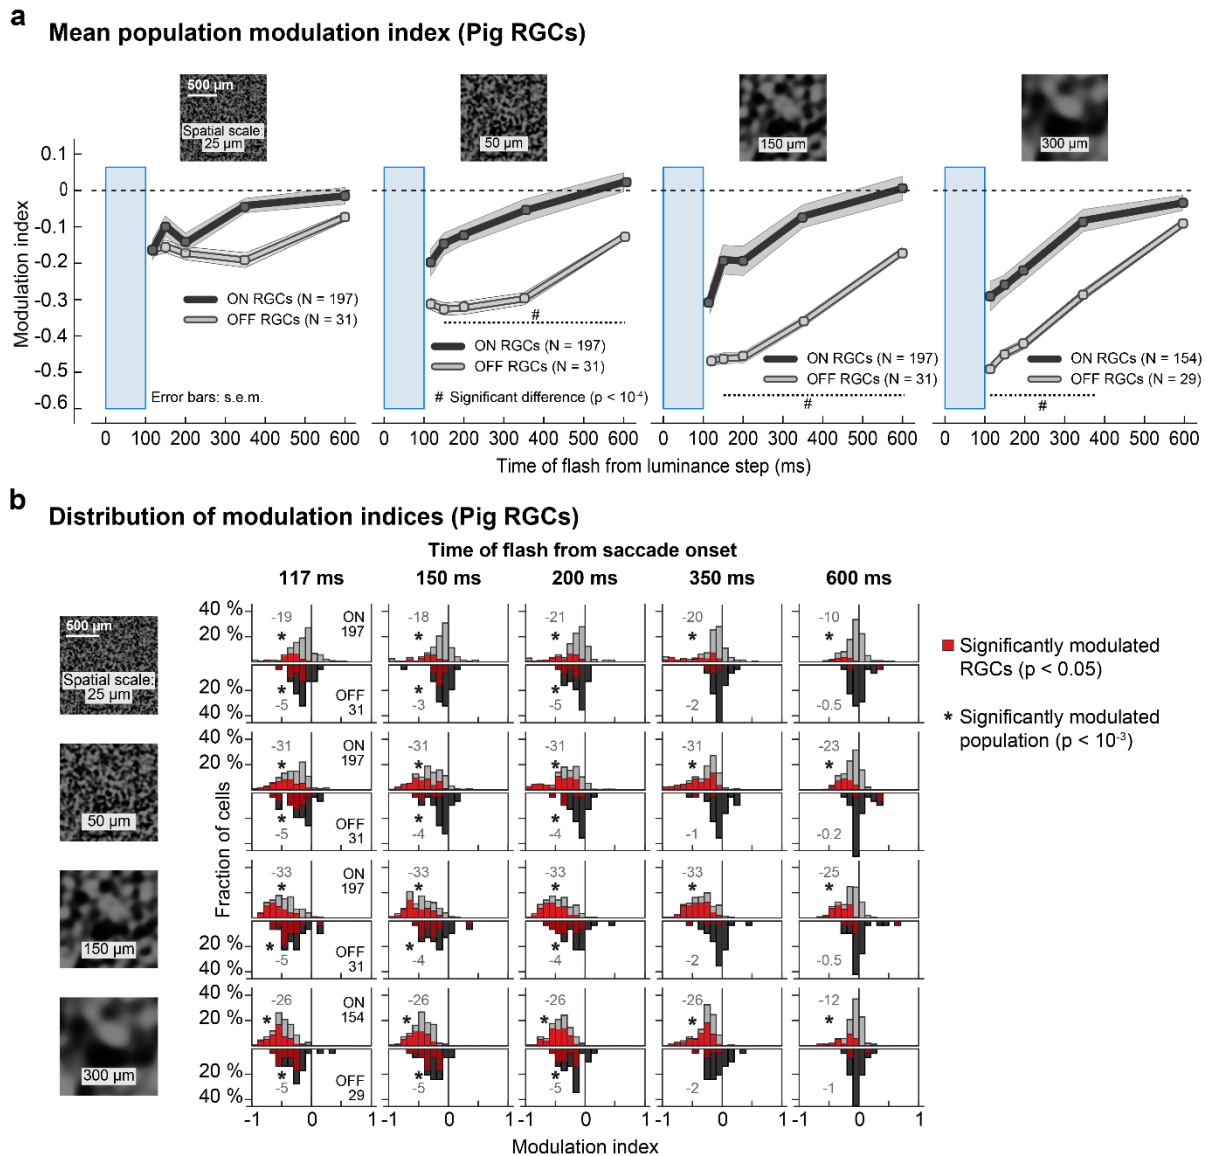 a
Mean population modulation index (Pig RGCs)
500 µm
Spatial scale:
25 µm
50 µm
150 µm
300 µm
Modulation index
0.1
0
-0.1
-0.2
-0.3
-0.4
-0.5
-0.6
ON RGCs (N = 197)
OFF RGCs (N = 31)
Error bars: s.e.m.
#
ON RGCs (N = 197)
OFF RGCs (N = 31)
# Significant difference (p < 10⁻⁴)
ON RGCs (N = 197)
OFF RGCs (N = 31)
#
ON RGCs (N = 154)
OFF RGCs (N = 29)
#
0 100 200 300 400 500 600
0 100 200 300 400 500 600
0 100 200 300 400 500 600
0 100 200 300 400 500 600
Time of flash from luminance step (ms)
b
Distribution of modulation indices (Pig RGCs)
Time of flash from saccade onset
117 ms 150 ms 200 ms 350 ms 600 ms
500 µm
Spatial scale:
25 µm
40 %
20 %
20 %
40 %
-19 * ON 197 -18 * -21 * -20 * -10 *
* -5 OFF 31 * -3 * -5 -2 -0.5
50 µm
40 %
20 %
20 %
40 %
-31 * ON 197 -31 * -31 * -31 * -23 *
* -5 OFF 31 * -4 * -4 -1 -0.2
150 µm
40 %
20 %
20 %
40 %
-33 * ON 197 -33 * -33 * -33 * -25 *
* -5 OFF 31 * -4 * -4 -2 -0.5
300 µm
40 %
20 %
20 %
40 %
-26 * ON 154 -26 * -26 * -26 * -12 *
* -5 OFF 29 * -5 * -5 -2 -1
Fraction of cells
-1 0 1 -1 0 1 -1 0 1 -1 0 1 -1 0 1
Modulation index
Significantly modulated
RGCs (p < 0.05)
* Significantly modulated
population (p < 10⁻³)